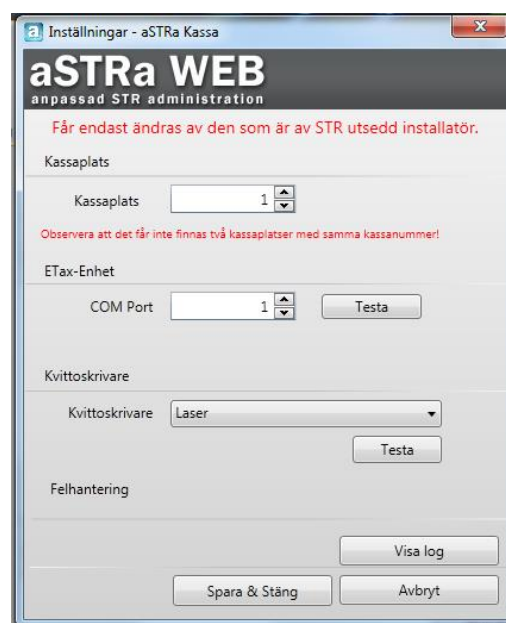 Inställningar - aSTRa Kassa
aSTRa WEB
anpassad STR administration
Får endast ändras av den som är av STR utsedd installatör.
Kassaplats
Kassaplats 1
Observera att det får inte finnas två kassaplatser med samma kassanummer!
ETax-Enhet
COM Port 1 Testa
Kvittoskrivare
Kvittoskrivare Laser
Testa
Felhantering
Visa log
Spara & Stäng Avbryt